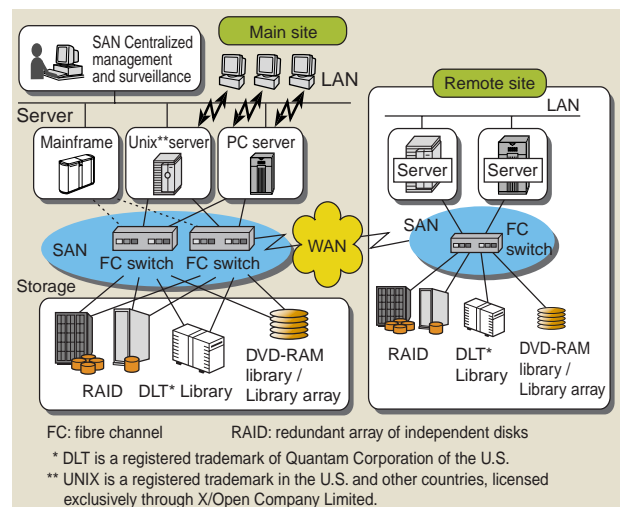 SAN Centralized
management
and surveillance
Main site
LAN
Server
Mainframe
Unix**server
PC server
SAN
FC switch
FC switch
WAN
Storage
RAID
DLT* Library
DVD-RAM
library /
Library array
Remote site
LAN
Server
Server
SAN
FC
switch
RAID
DLT*
Library
DVD-RAM
library /
Library array
FC: fibre channel
RAID: redundant array of independent disks
* DLT is a registered trademark of Quantam Corporation of the U.S.
** UNIX is a registered trademark in the U.S. and other countries, licensed
exclusively through X/Open Company Limited.